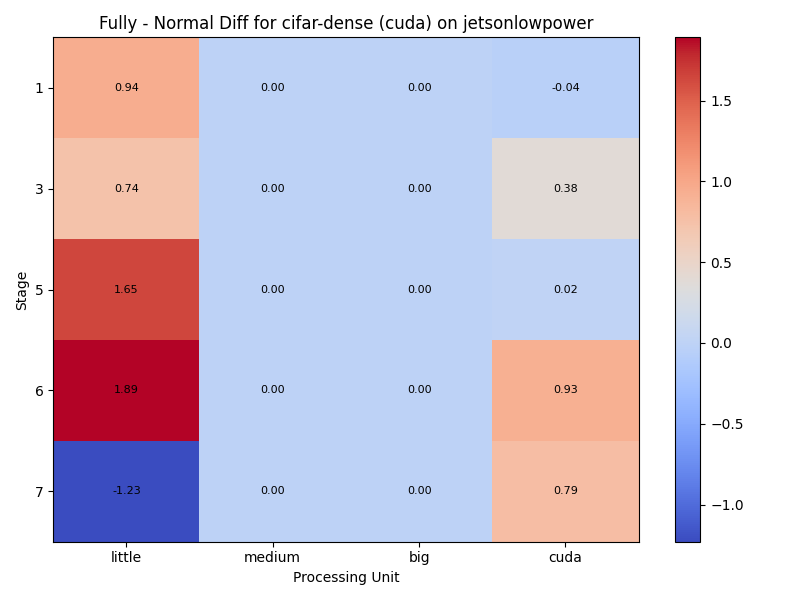 Fully - Normal Diff for cifar-dense (cuda) on jetsonlowpower
1 0.94 0.00 0.00 -0.04
3 0.74 0.00 0.00 0.38
5 1.65 0.00 0.00 0.02
6 1.89 0.00 0.00 0.93
7 -1.23 0.00 0.00 0.79
little medium big cuda
Processing Unit
Stage
1.5
1.0
0.5
0.0
−0.5
−1.0